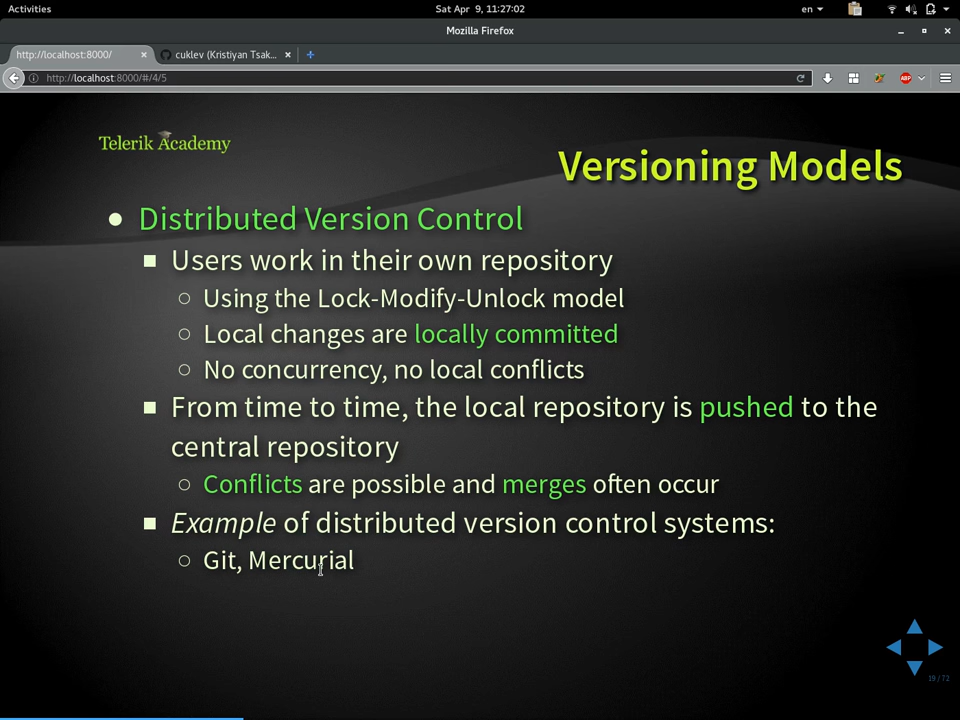 Activities
Sat Apr 9, 11:27:02
en
Mozilla Firefox
http://localhost:8000/
cuklev (Kristiyan Tsak...
http://localhost:8000/#/4/5
ABP
Telerik Academy
Versioning Models
Distributed Version Control
Users work in their own repository
Using the Lock-Modify-Unlock model
Local changes are locally committed
No concurrency, no local conflicts
From time to time, the local repository is pushed to the
central repository
Conflicts are possible and merges often occur
Example of distributed version control systems:
Git, Mercurial
19 / 72